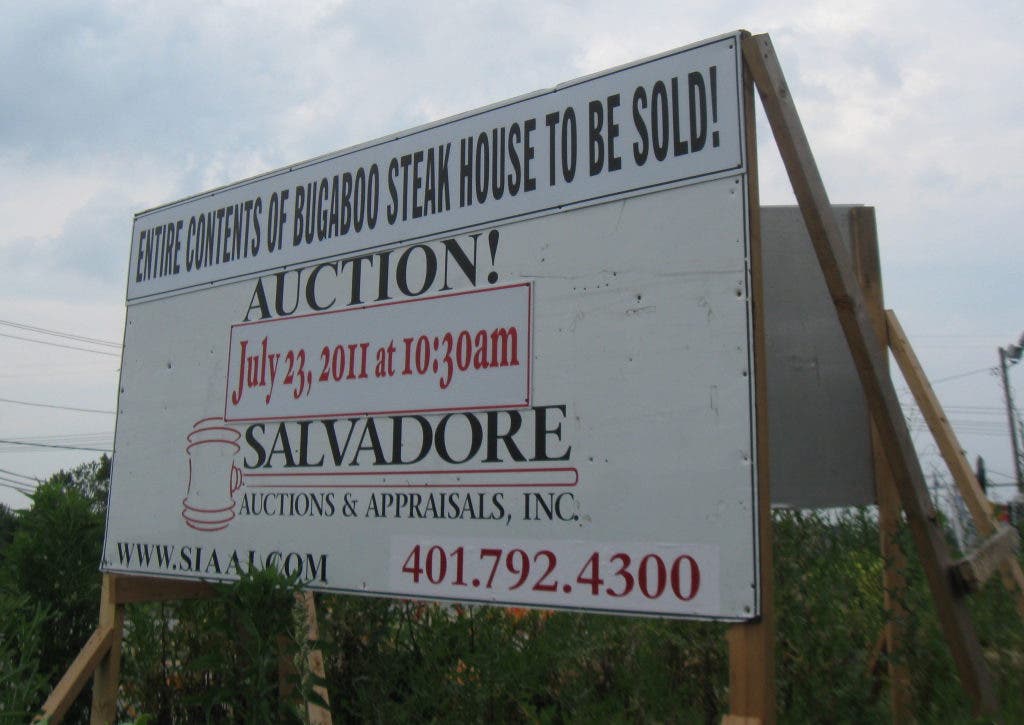 ENTIRE CONTENTS OF BUGABOO STEAK HOUSE TO BE SOLD!
AUCTION!
July 23, 2011 at 10:30am
SALVADORE
AUCTIONS & APPRAISALS, INC.
WWW.SIAAI.COM
401.792.4300